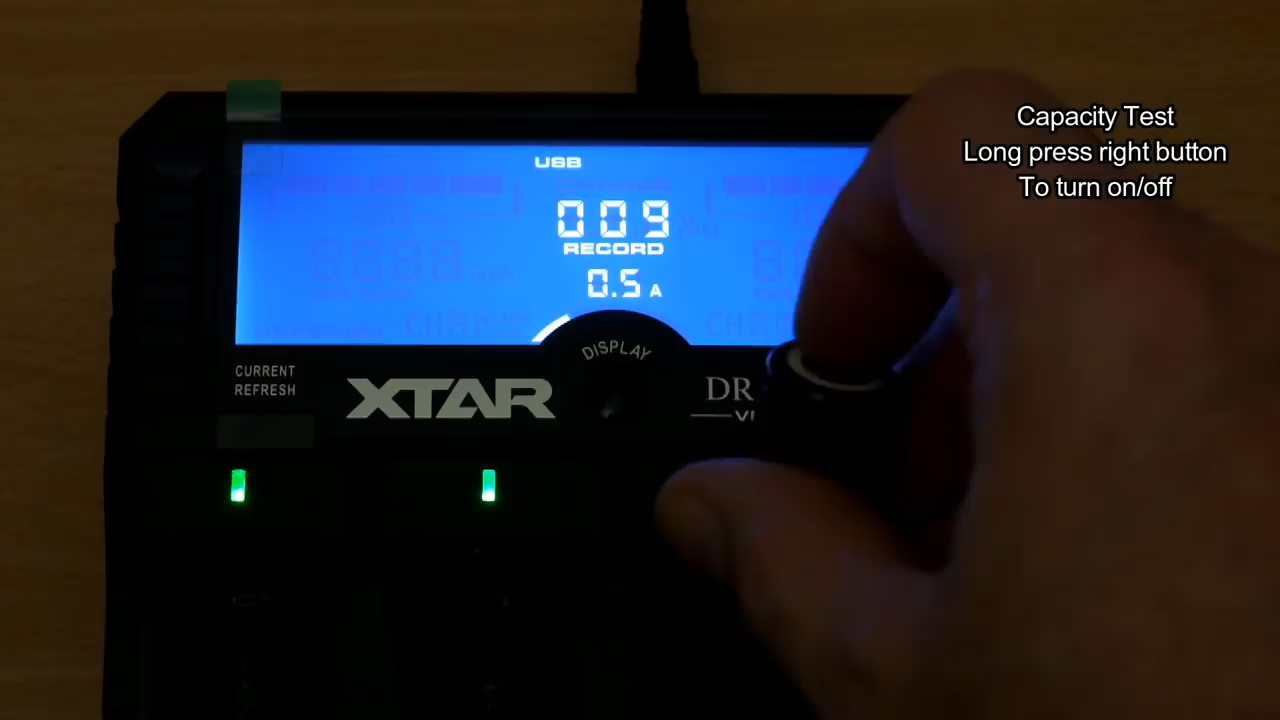 Capacity Test
Long press right button
To turn on/off
USB
009
RECORD
0.5 A
DISPLAY
CURRENT
REFRESH
XTAR
DR
VI